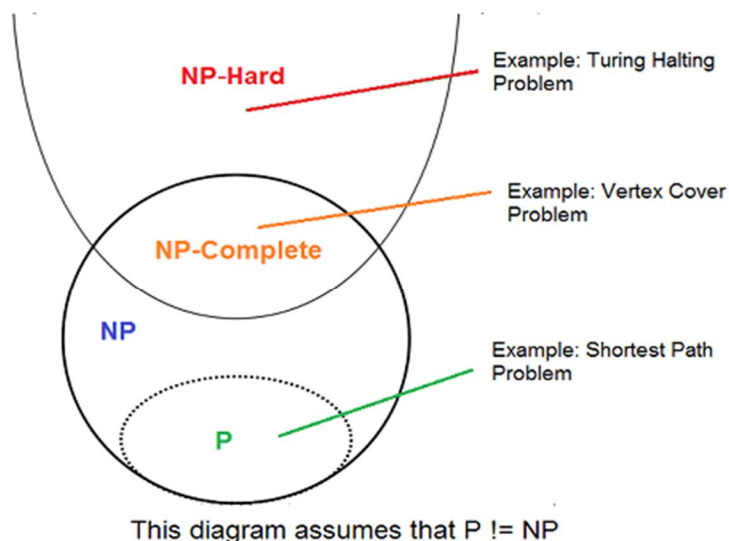 NP-Hard
Example: Turing Halting
Problem
Example: Vertex Cover
Problem
NP-Complete
NP
Example: Shortest Path
Problem
P
This diagram assumes that P != NP